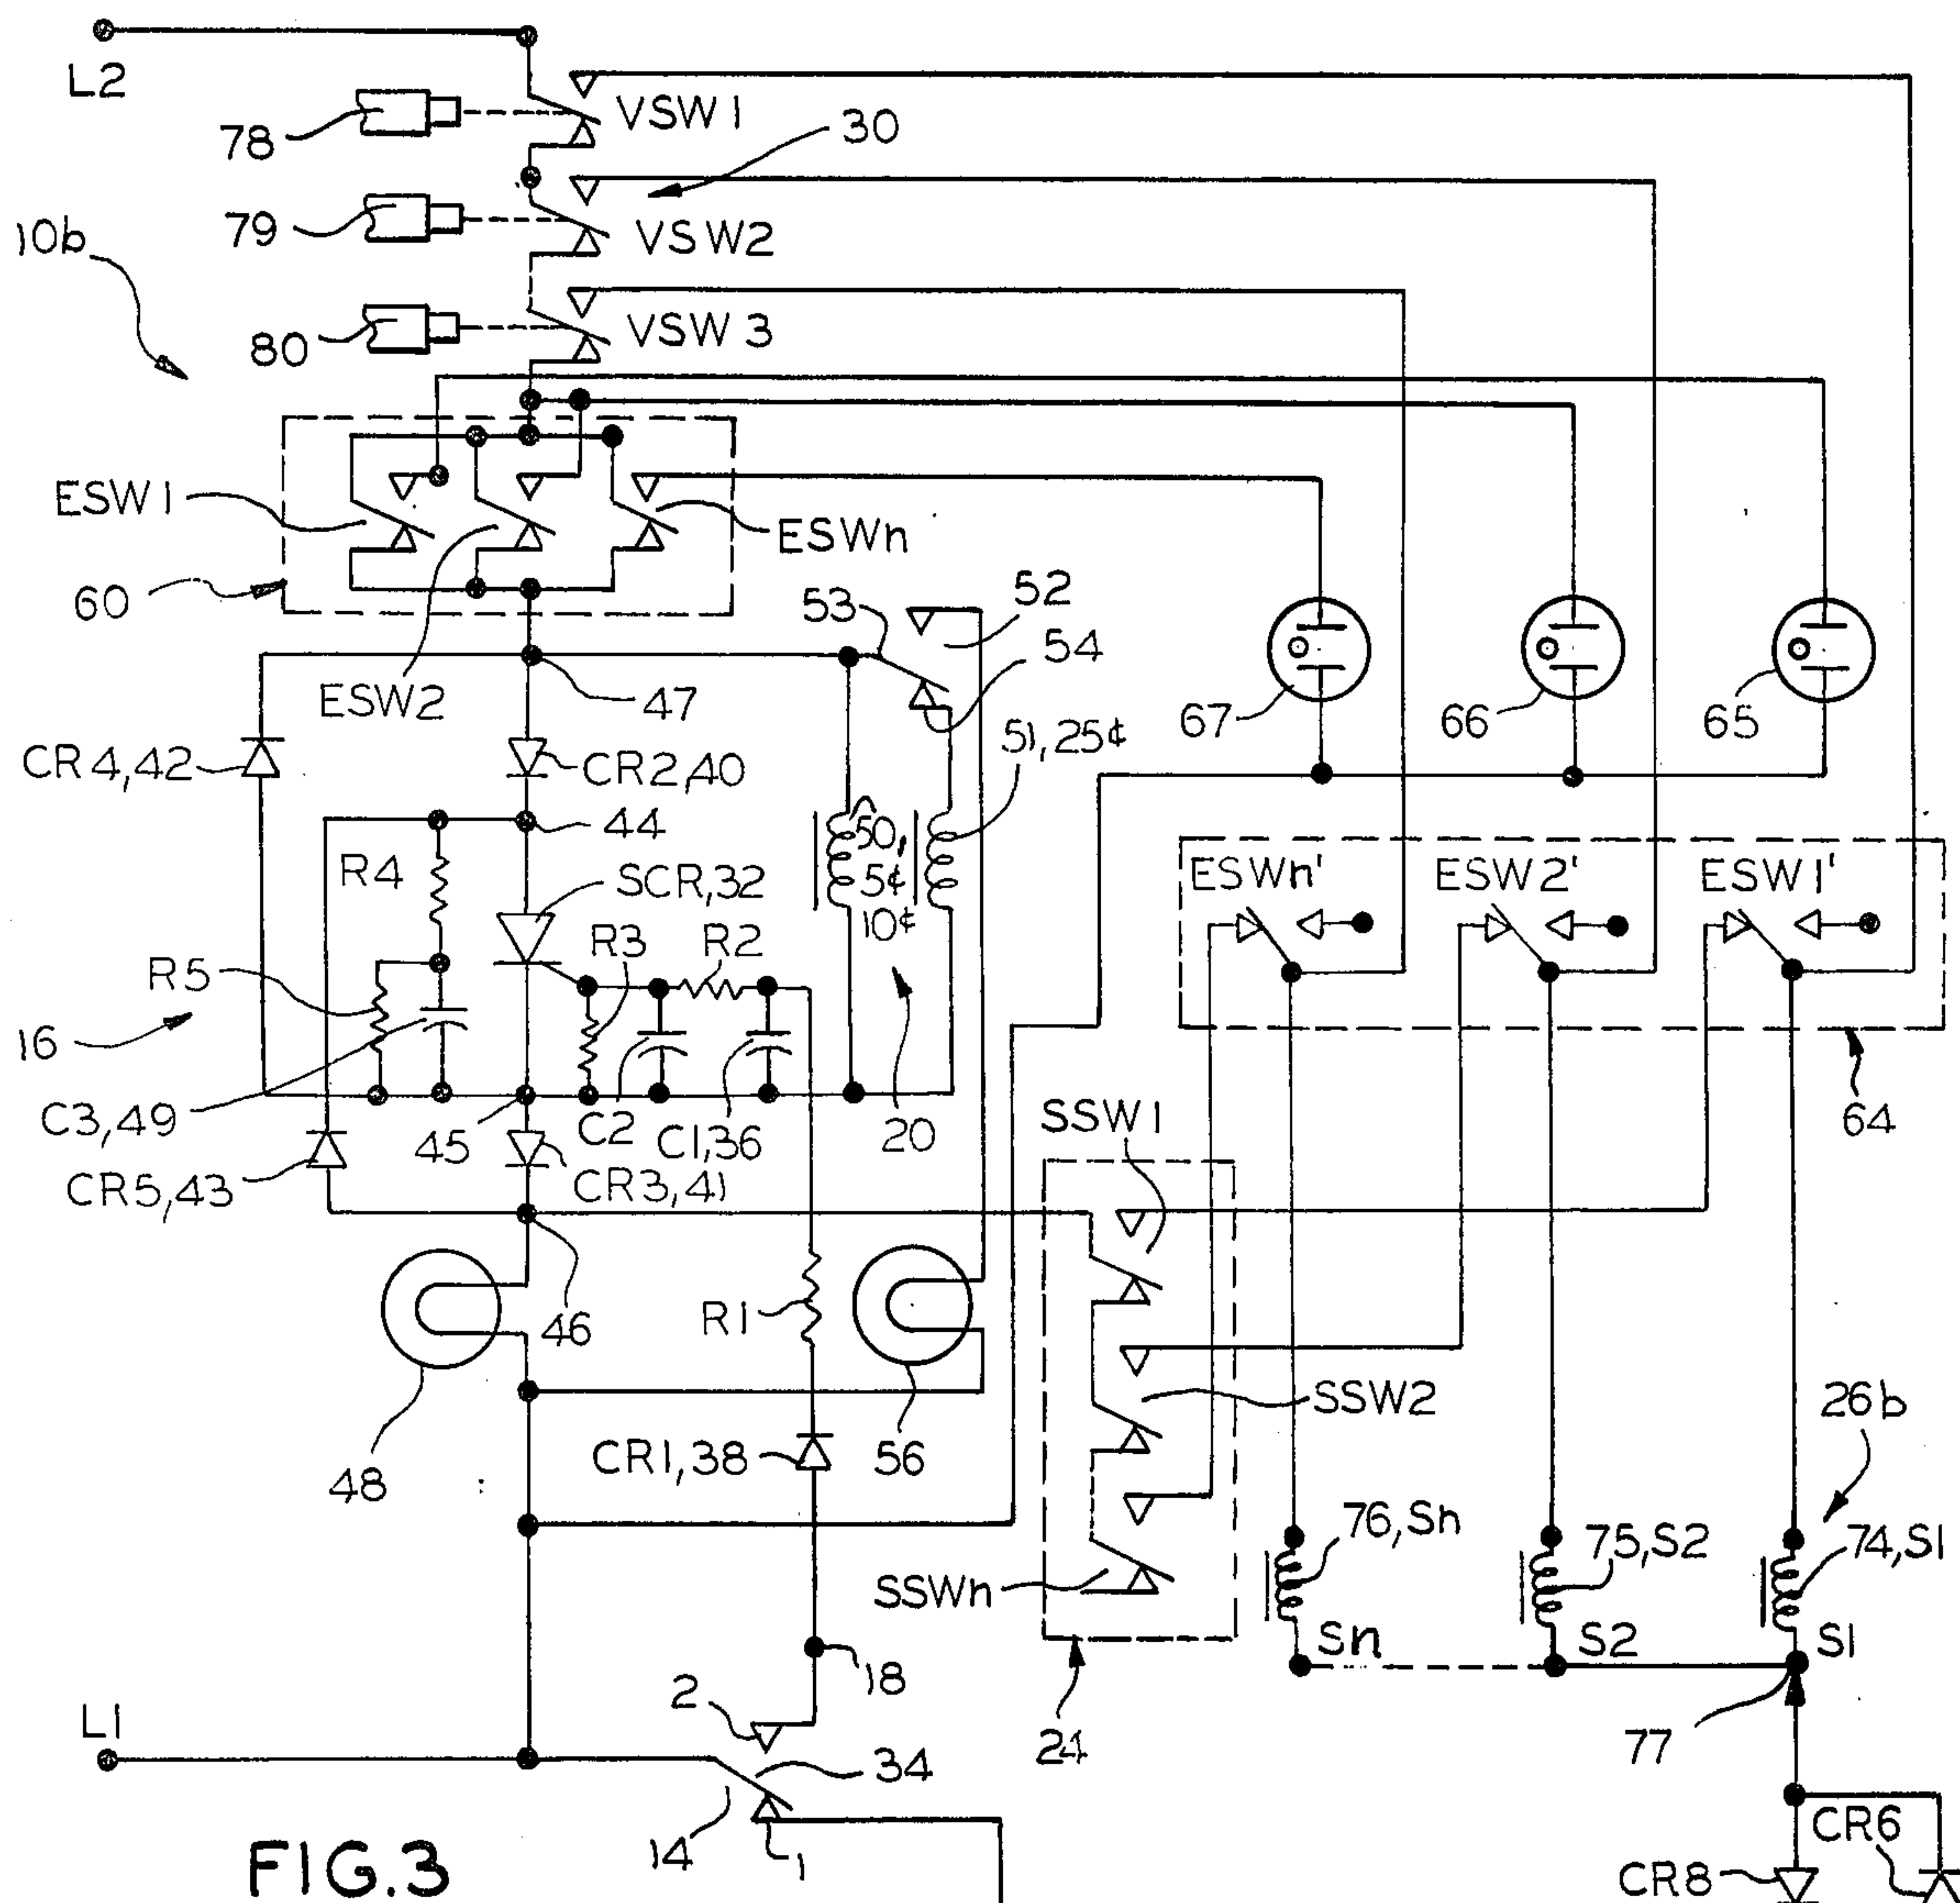 L2
78
VSW1
30
79
VSW2
10b
80
VSW3
ESW1
ESWn
60
ESW2
47
53
52
54
67
66
65
CR4,42
CR2,40
51,25¢
44
50,
5¢
10¢
R4
SCR,32
R3
R2
R5
16
ESWn'
ESW2'
ESW1'
C3,49
45
C2
C1,36
20
SSW1
64
CR5,43
CR3,41
46
R1
48
CR1,38
56
SSW2
26b
76,Sn
75,S2
74,S1
SSWn
Sn
S2
S1
18
2
24
77
L1
34
14
1
CR6
CR8
FIG.3